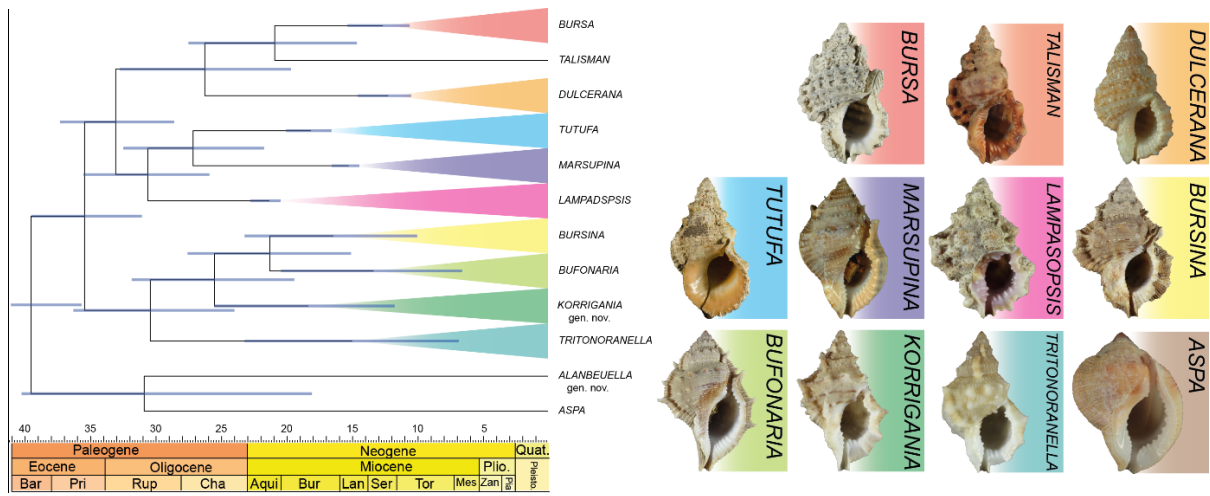 BURSA
TALISMAN
DULCERANA
TUTUFA
MARSUPINA
LAMPADSPSIS
BURSINA
BUFONARIA
KORRIGANIA
gen. nov.
TRITONORANELLA
ALANBEUELLA
gen. nov.
ASPA
40 35 30 25 20 15 10 5
Paleogene Neogene Quat.
Eocene Oligocene Miocene Plio. Pleisto.
Bar Pri Rup Cha Aqui Bur Lan Ser Tor Mes Zan Pia
BURSA
TALISMAN
DULCERANA
TUTUFA
MARSUPINA
LAMPASOPSIS
BURSINA
BUFONARIA
KORRIGANIA
TRITONORANELLA
ASPA